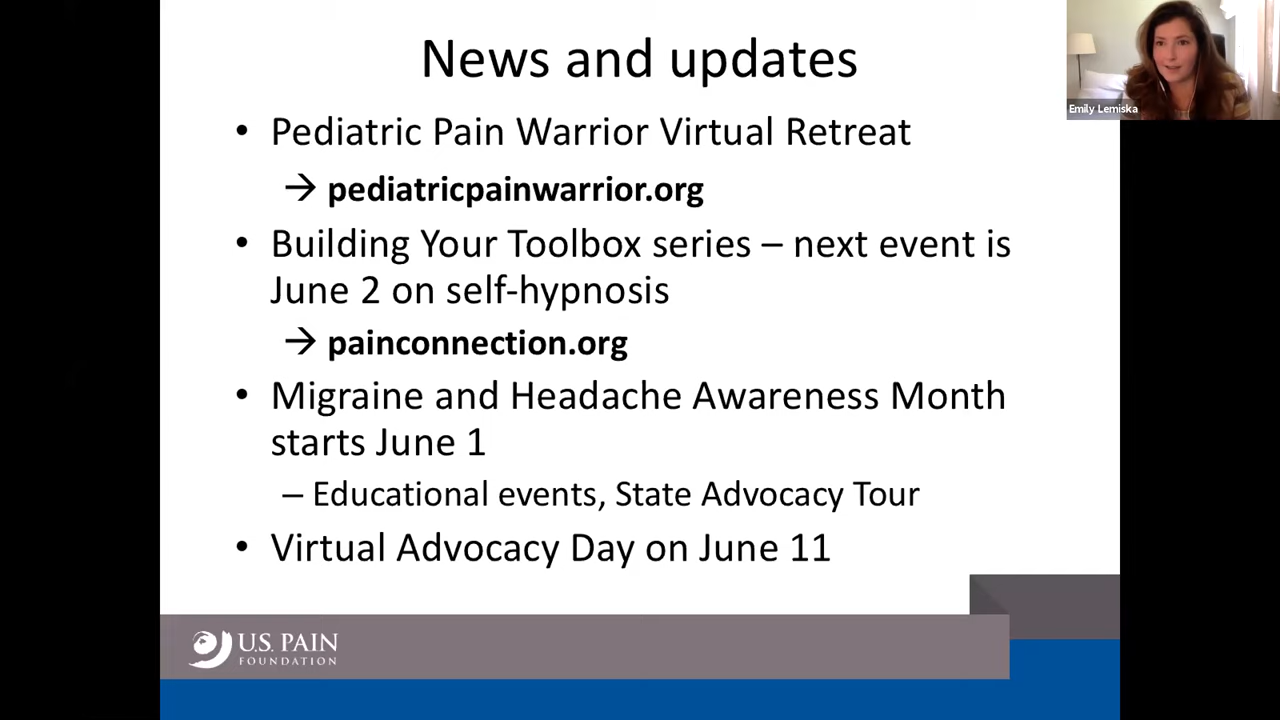 News and updates
Emily Lemiska
• Pediatric Pain Warrior Virtual Retreat
→ pediatricpainwarrior.org
• Building Your Toolbox series – next event is
June 2 on self-hypnosis
→ painconnection.org
• Migraine and Headache Awareness Month
starts June 1
– Educational events, State Advocacy Tour
• Virtual Advocacy Day on June 11
U.S. PAIN
FOUNDATION